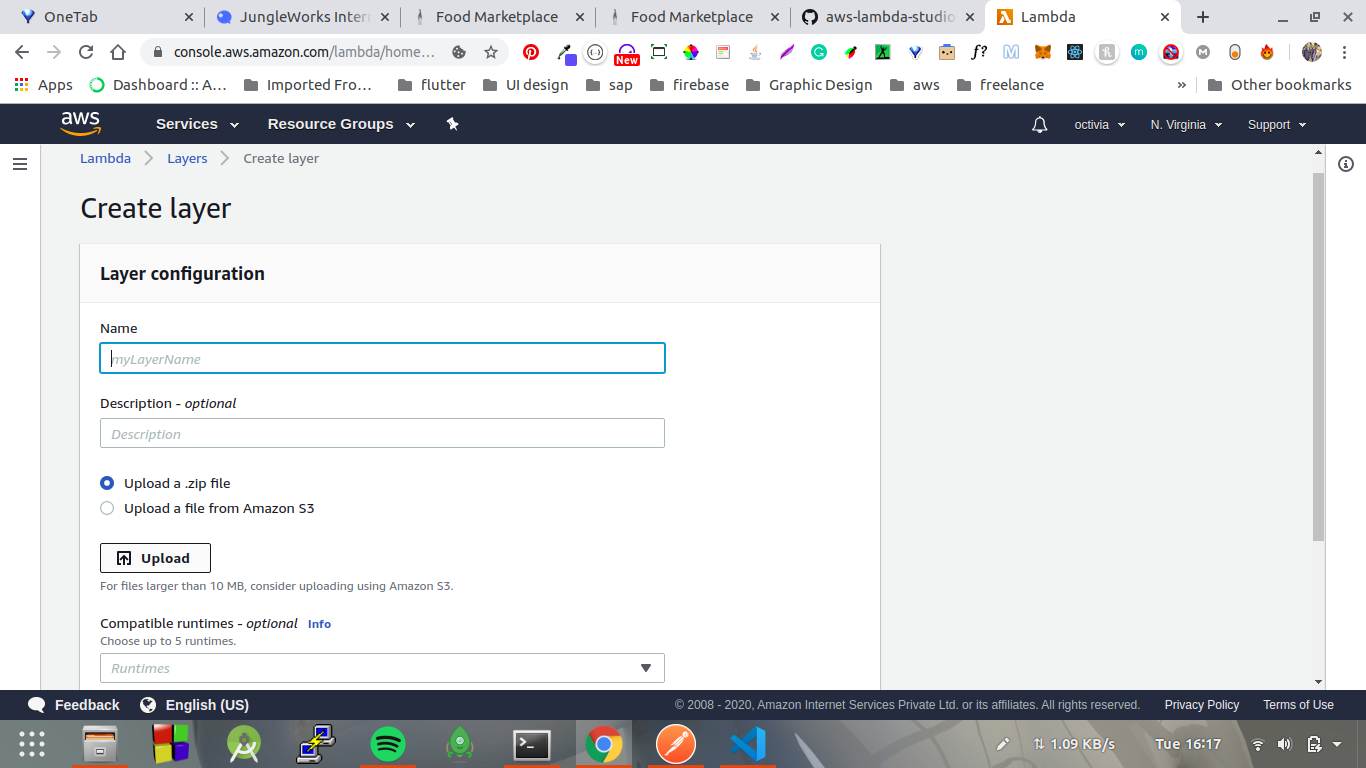 OneTab
JungleWorks Intern
Food Marketplace
Food Marketplace
aws-lambda-studio
Lambda
console.aws.amazon.com/lambda/home…
New
f?
Apps
Dashboard :: A…
Imported Fro…
flutter
UI design
sap
firebase
Graphic Design
aws
freelance
»
Other bookmarks
aws
Services
Resource Groups
octivia
N. Virginia
Support
Lambda
Layers
Create layer
Create layer
Layer configuration
Name
myLayerName
Description - optional
Description
Upload a .zip file
Upload a file from Amazon S3
Upload
For files larger than 10 MB, consider uploading using Amazon S3.
Compatible runtimes - optional Info
Choose up to 5 runtimes.
Runtimes
Feedback
English (US)
© 2008 - 2020, Amazon Internet Services Private Ltd. or its affiliates. All rights reserved.
Privacy Policy
Terms of Use
1.09 KB/s
Tue 16:17